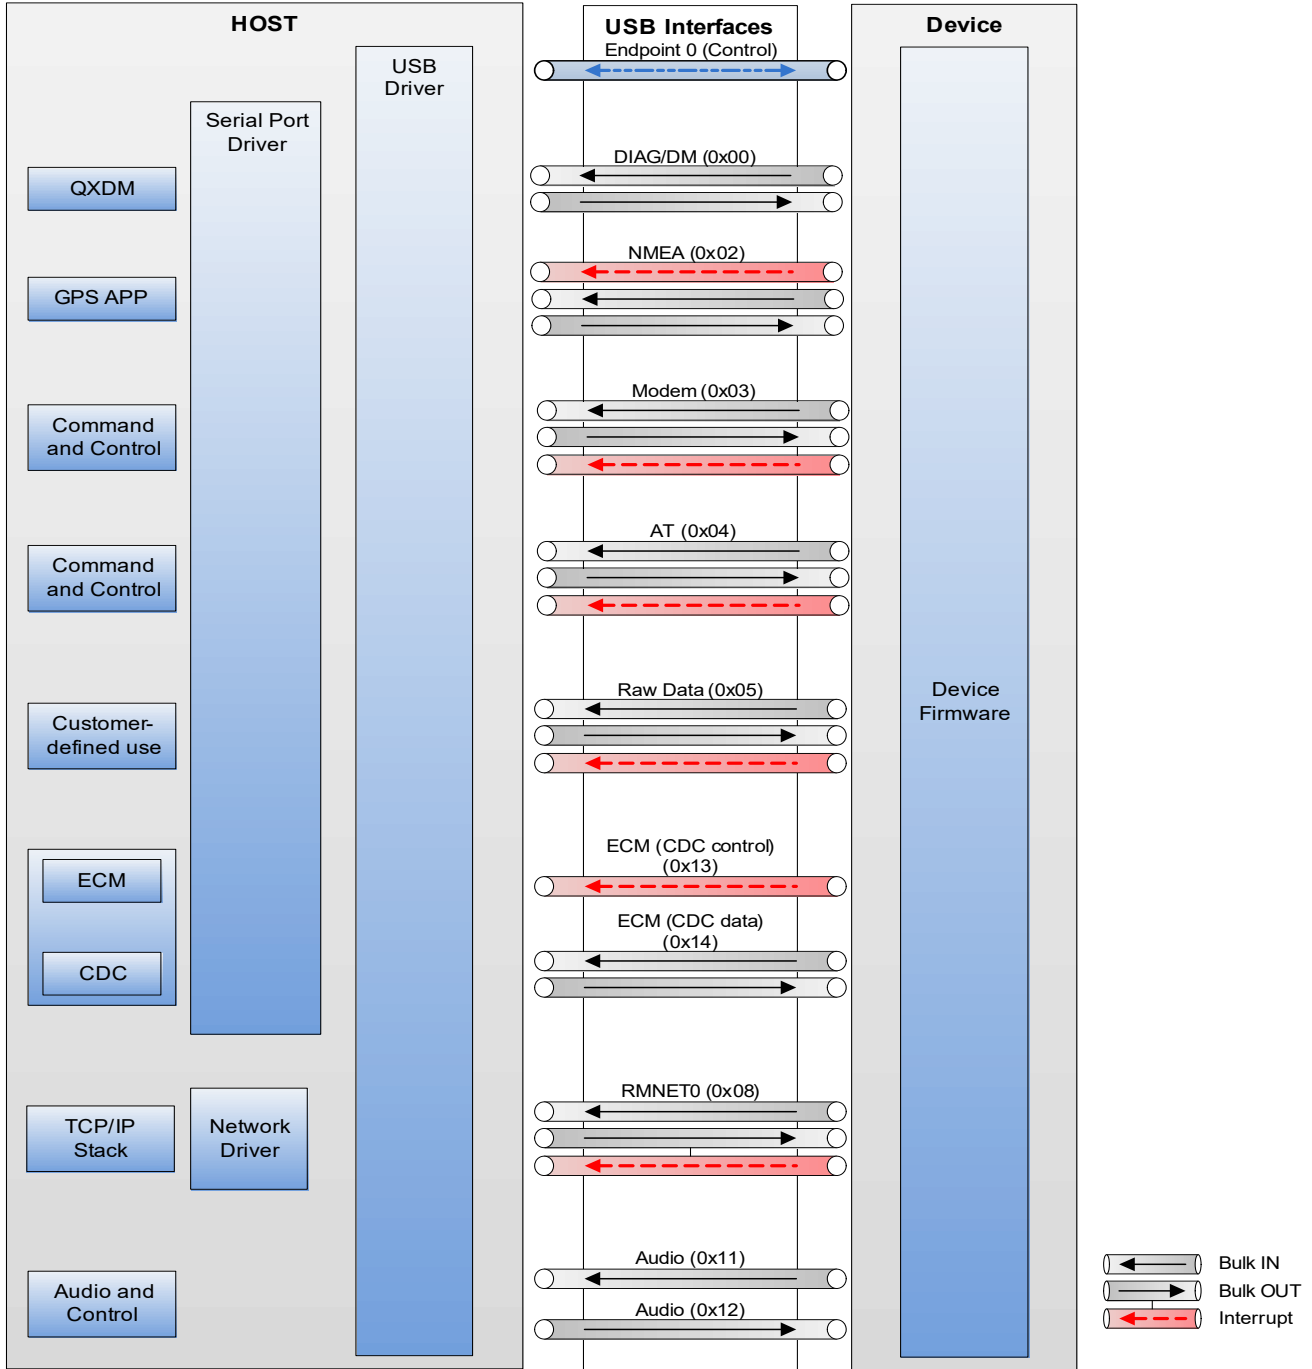 HOST
USB Interfaces
Device
Endpoint 0 (Control)
USB
Driver
Serial Port
Driver
DIAG/DM (0x00)
QXDM
NMEA (0x02)
GPS APP
Modem (0x03)
Command
and Control
AT (0x04)
Command
and Control
Raw Data (0x05)
Customer-
defined use
Device
Firmware
ECM (CDC control)
(0x13)
ECM
ECM (CDC data)
(0x14)
CDC
RMNET0 (0x08)
TCP/IP
Stack
Network
Driver
Audio (0x11)
Audio and
Control
Audio (0x12)
Bulk IN
Bulk OUT
Interrupt